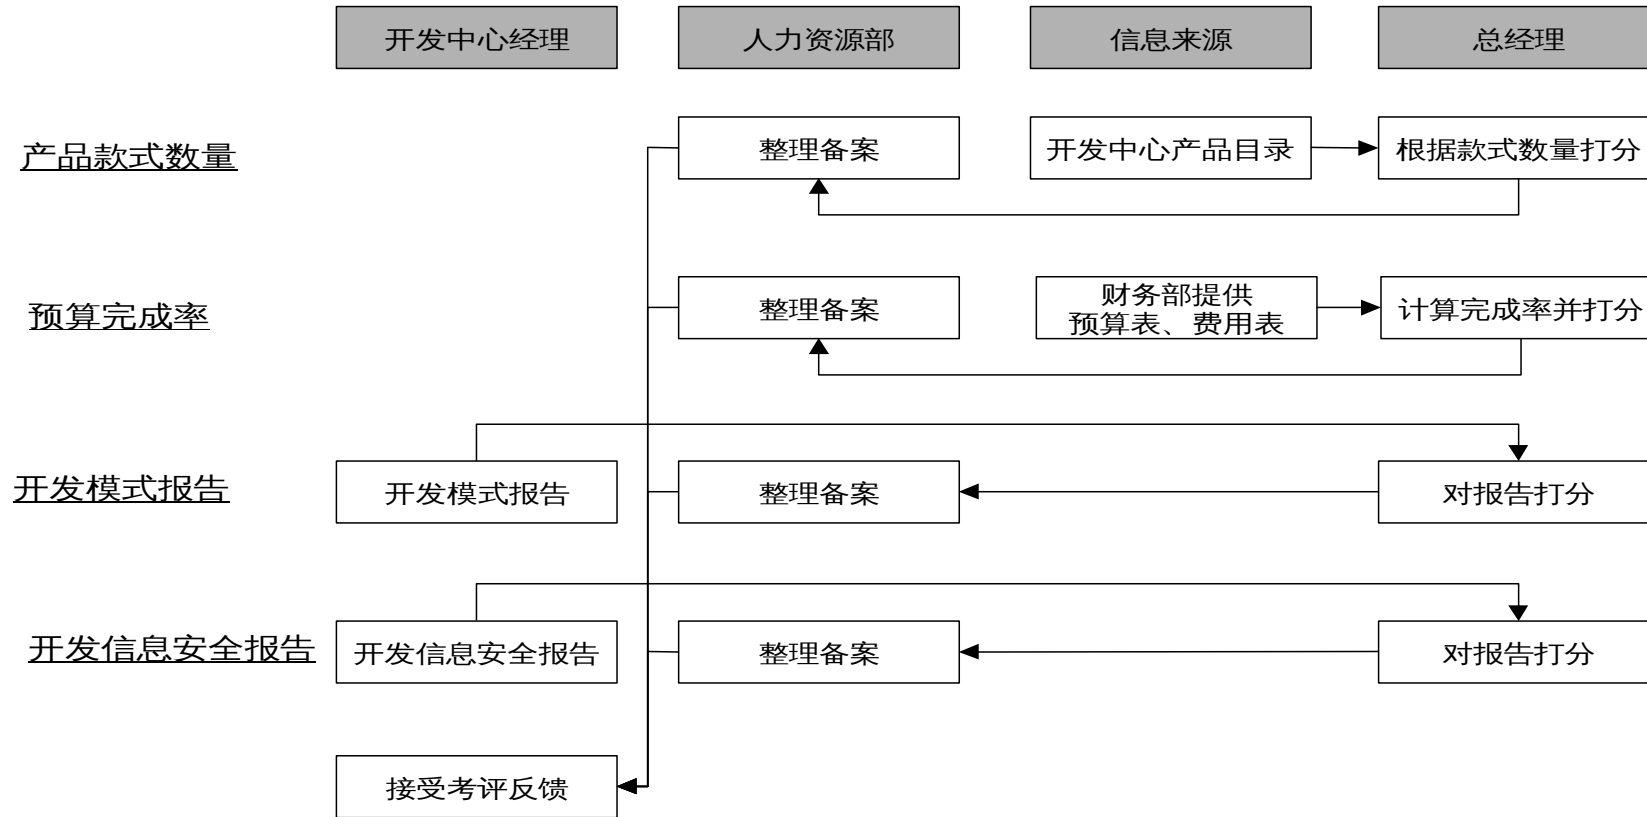 开发中心经理
人力资源部
信息来源
总经理
产品款式数量
整理备案
开发中心产品目录
根据款式数量打分
预算完成率
整理备案
财务部提供
预算表、费用表
计算完成率并打分
开发模式报告
开发模式报告
整理备案
对报告打分
开发信息安全报告
开发信息安全报告
整理备案
对报告打分
接受考评反馈